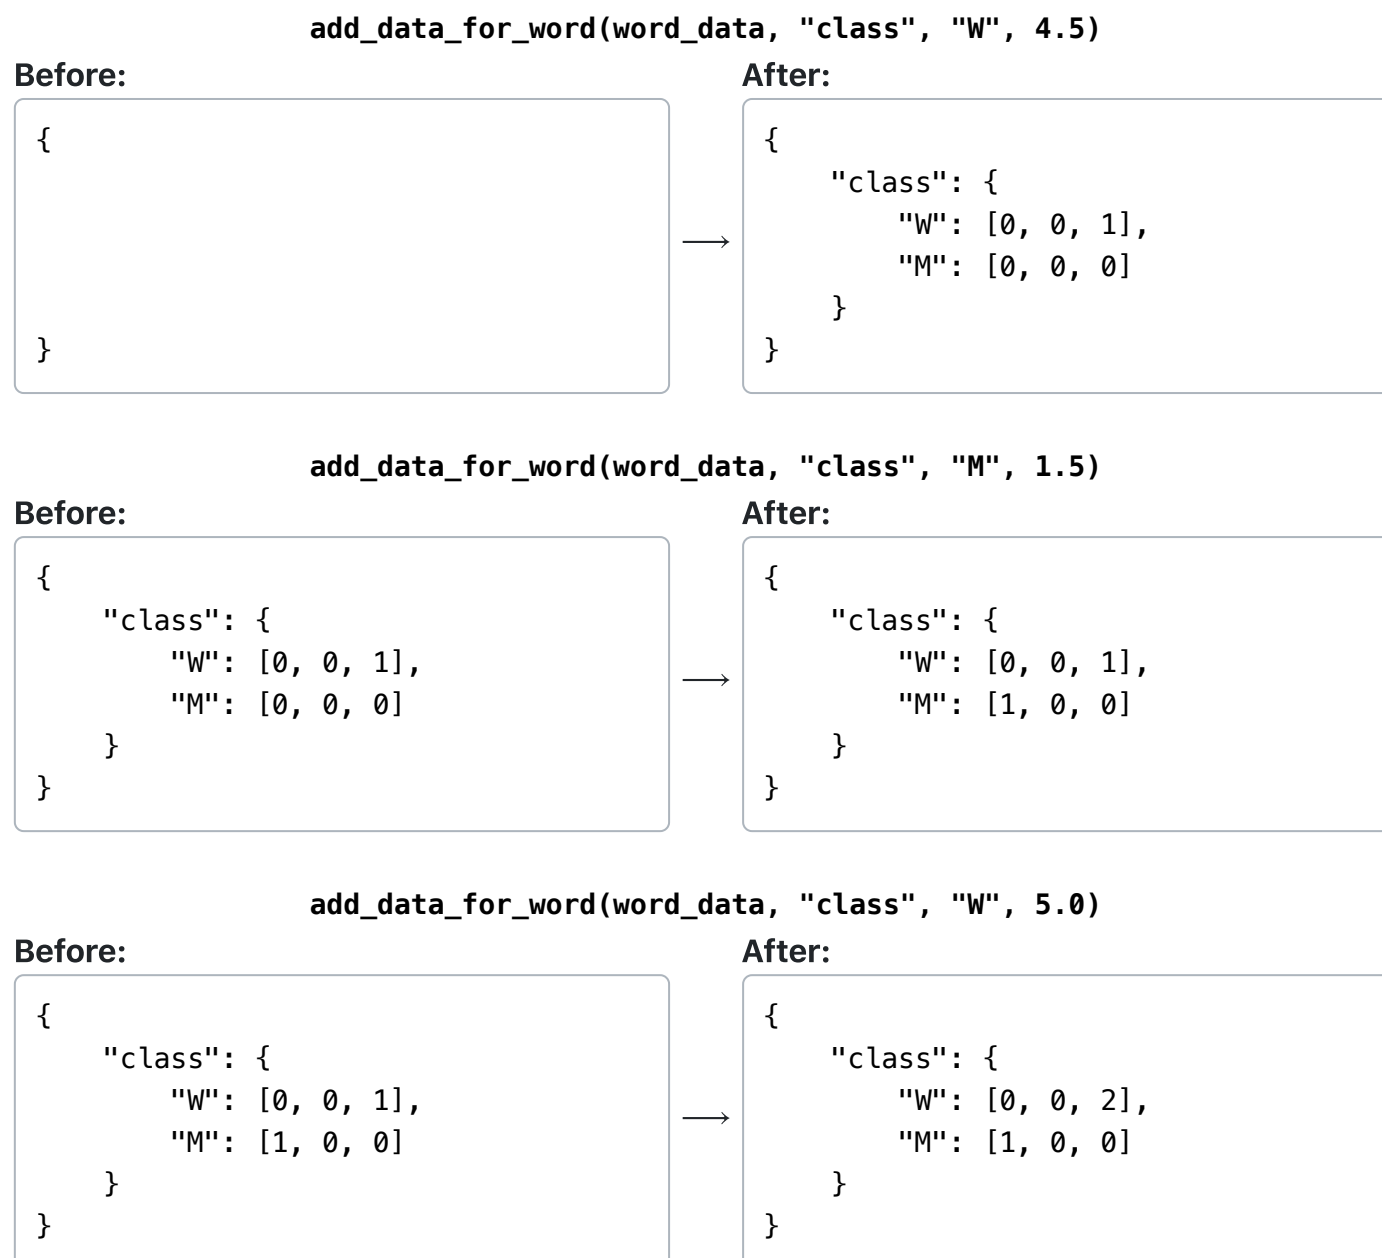 add_data_for_word(word_data, "class", "W", 4.5)
Before:
After:
{
}
{
"class": {
"W": [0, 0, 1],
"M": [0, 0, 0]
}
}
add_data_for_word(word_data, "class", "M", 1.5)
Before:
After:
{
"class": {
"W": [0, 0, 1],
"M": [0, 0, 0]
}
}
{
"class": {
"W": [0, 0, 1],
"M": [1, 0, 0]
}
}
add_data_for_word(word_data, "class", "W", 5.0)
Before:
After:
{
"class": {
"W": [0, 0, 1],
"M": [1, 0, 0]
}
}
{
"class": {
"W": [0, 0, 2],
"M": [1, 0, 0]
}
}